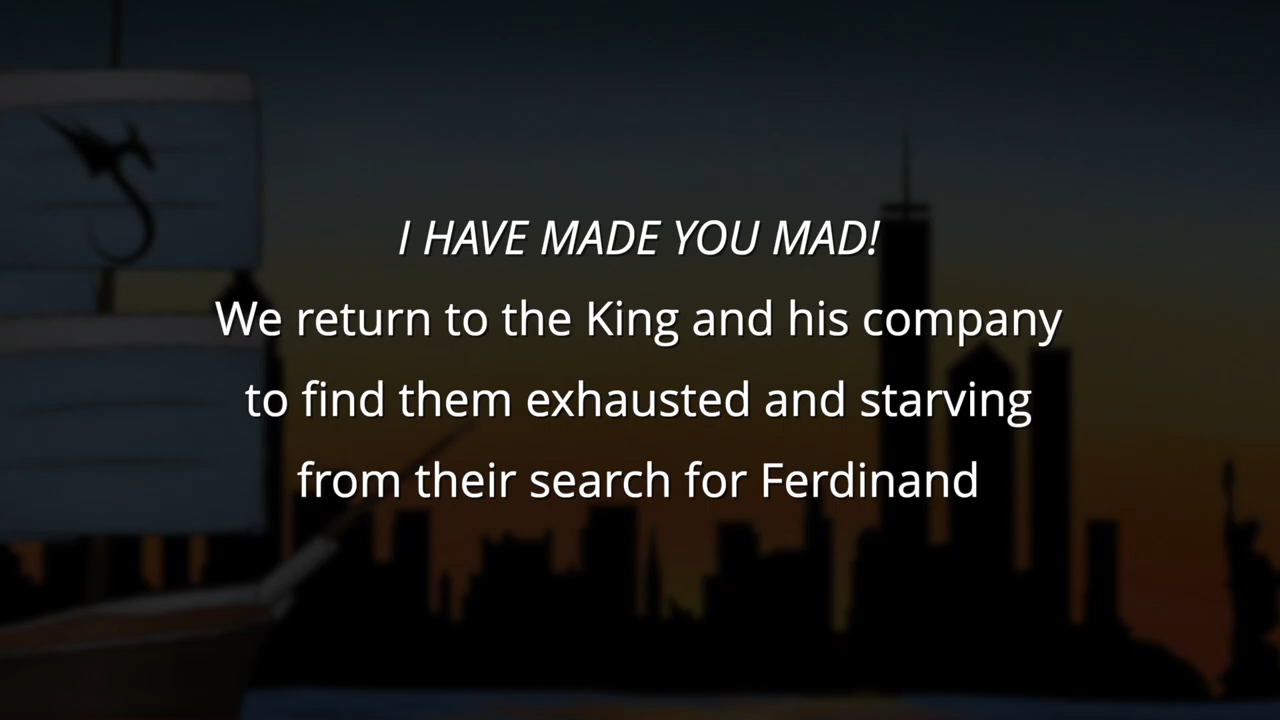 I HAVE MADE YOU MAD!
We return to the King and his company
to find them exhausted and starving
from their search for Ferdinand